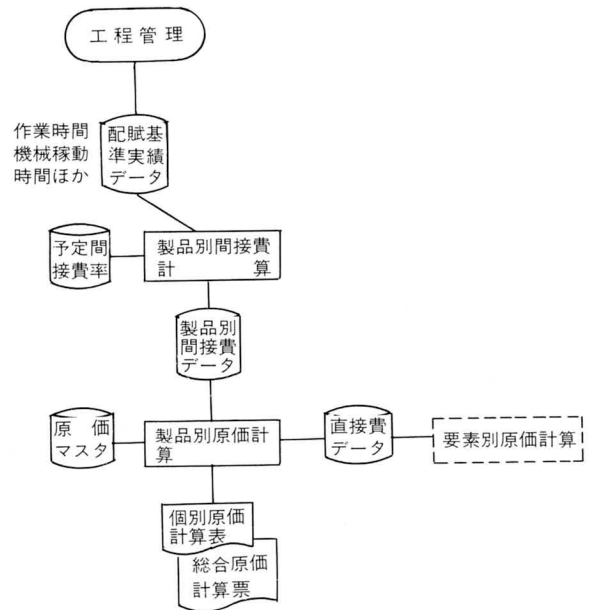 工程管理
作業時間
機械稼動
時間ほか
配賦基
準実績
データ
予定間
接費率
製品別間接費
計算
製品別
間接費
データ
原価
マスタ
製品別原価計
算
直接費
データ
要素別原価計算
個別原価
計算表
総合原価
計算票